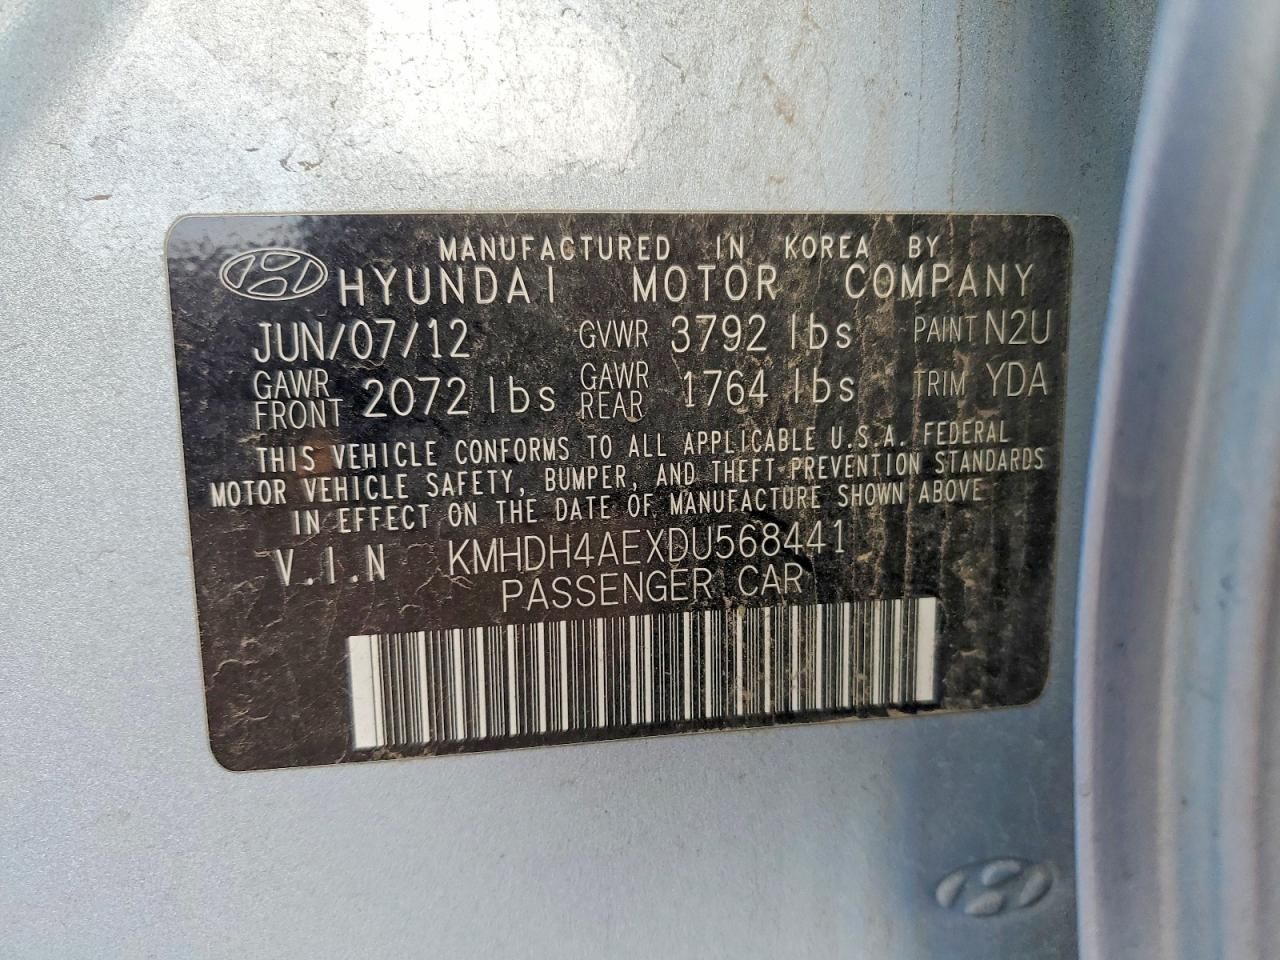 MANUFACTURED IN KOREA BY
HYUNDAI MOTOR COMPANY
JUN/07/12 GVWR 3792 lbs PAINT N2U
GAWR FRONT 2072 lbs GAWR REAR 1764 lbs TRIM YDA
THIS VEHICLE CONFORMS TO ALL APPLICABLE U.S.A. FEDERAL
MOTOR VEHICLE SAFETY, BUMPER, AND THEFT PREVENTION STANDARDS
IN EFFECT ON THE DATE OF MANUFACTURE SHOWN ABOVE
V.I.N KMHDH4AEXDU568441
PASSENGER CAR